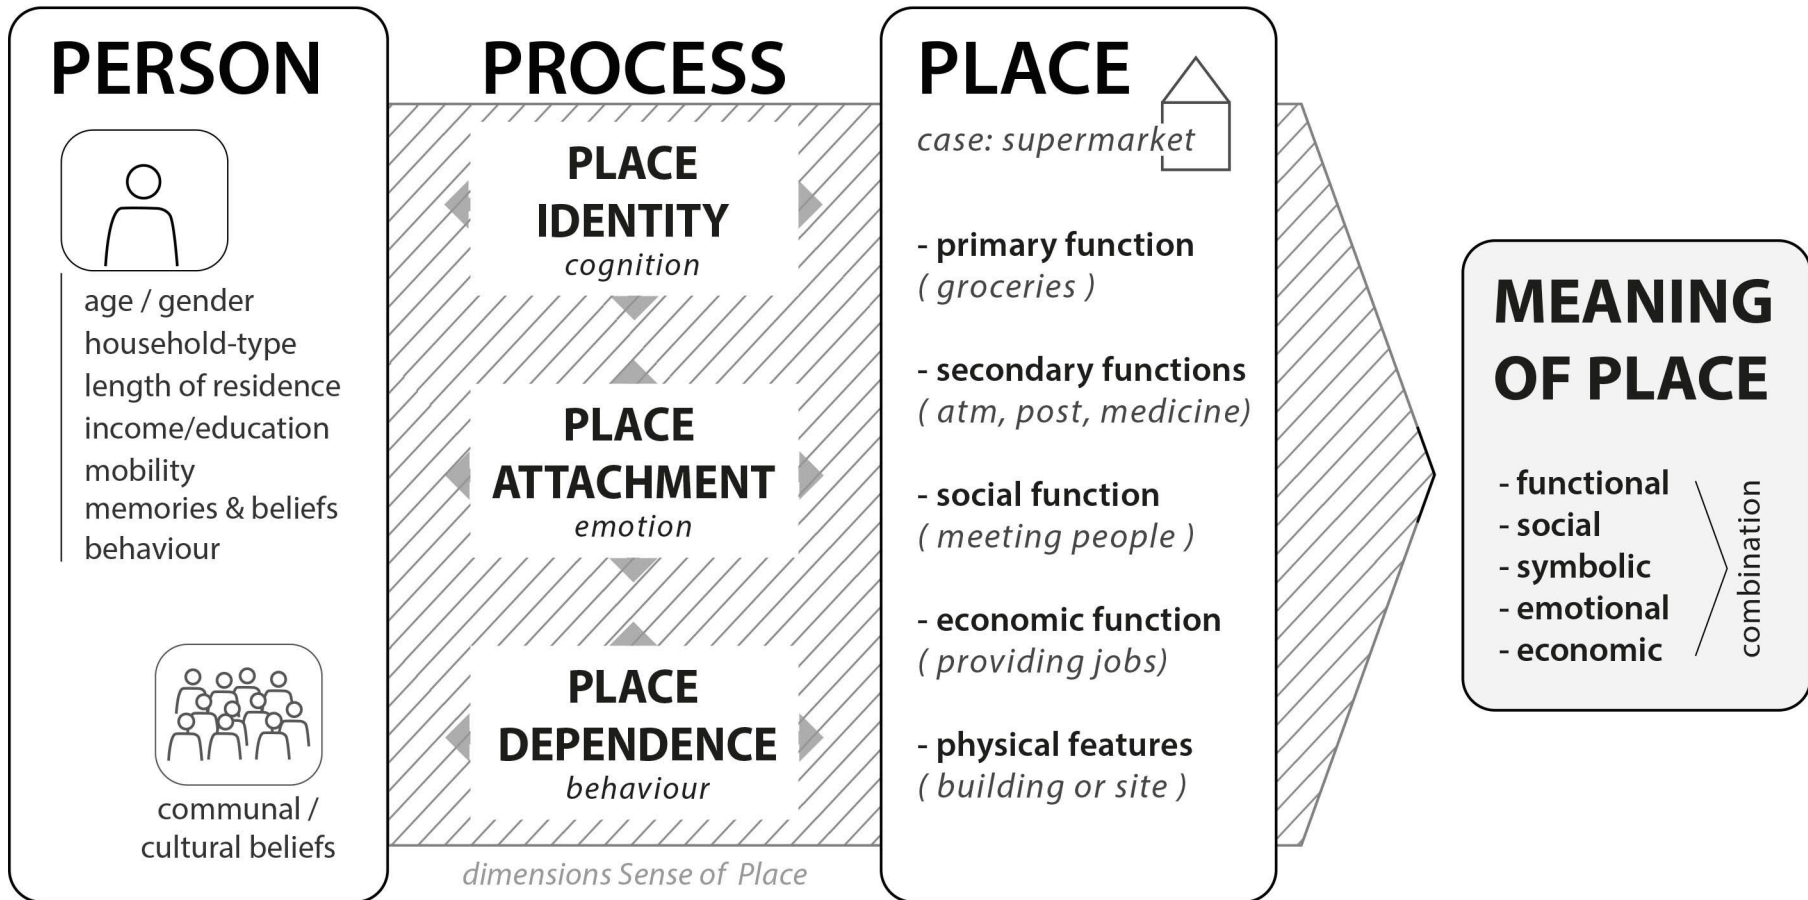 PERSON
age / gender
household-type
length of residence
income/education
mobility
memories & beliefs
behaviour
communal /
cultural beliefs
PROCESS
PLACE
IDENTITY
cognition
PLACE
ATTACHMENT
emotion
PLACE
DEPENDENCE
behaviour
dimensions Sense of Place
PLACE
case: supermarket
- primary function
( groceries )
- secondary functions
( atm, post, medicine)
- social function
( meeting people )
- economic function
( providing jobs)
- physical features
( building or site )
MEANING
OF PLACE
- functional
- social
- symbolic
- emotional
- economic
combination